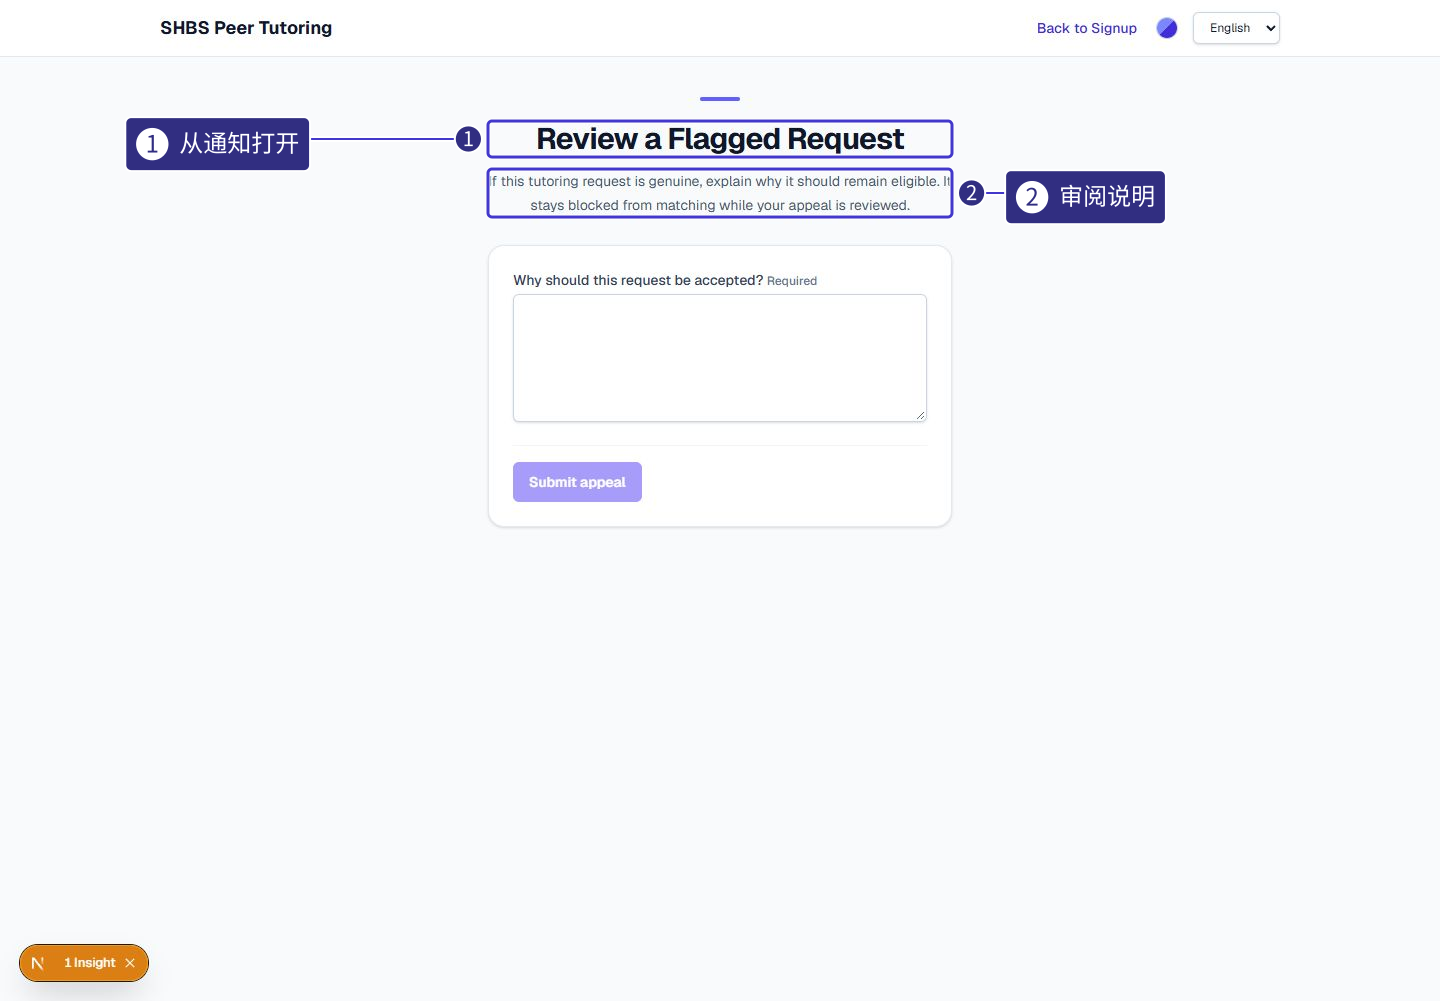 SHBS Peer Tutoring
Back to Signup
English
1 从通知打开
1
Review a Flagged Request
If this tutoring request is genuine, explain why it should remain eligible. It
stays blocked from matching while your appeal is reviewed.
2
2 审阅说明
Why should this request be accepted? Required
Submit appeal
N 1 Insight